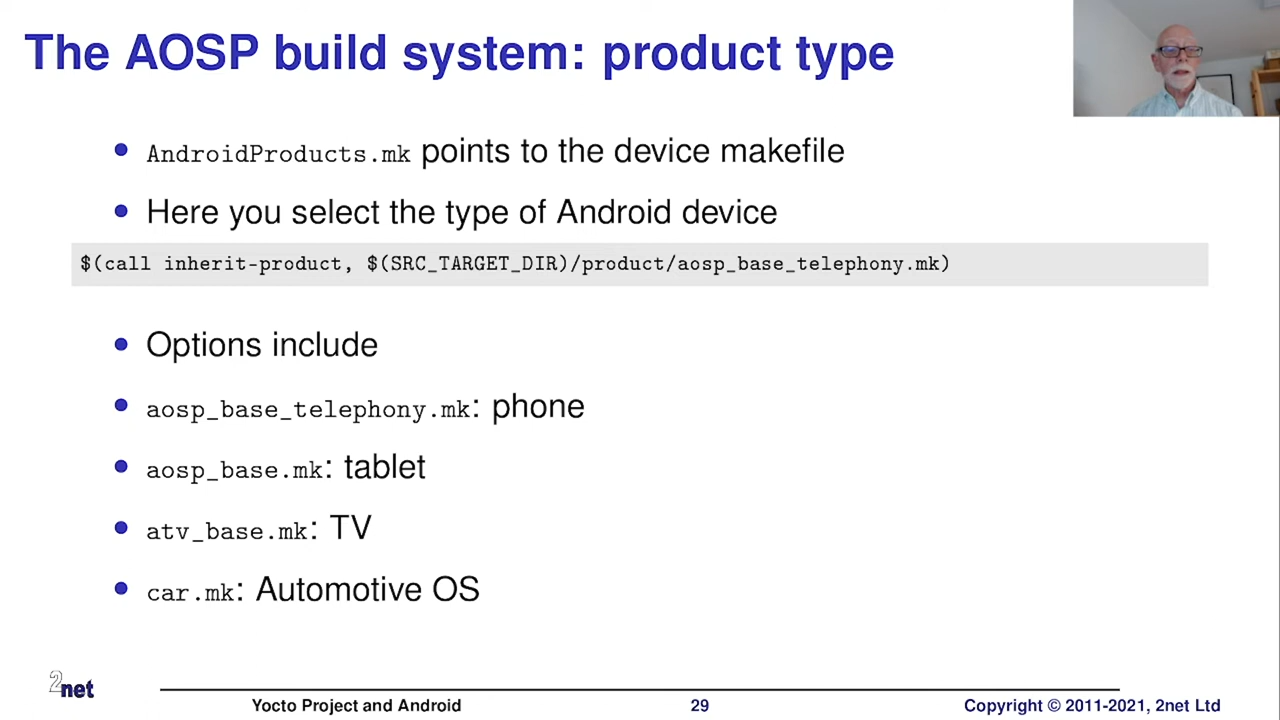 The AOSP build system: product type
AndroidProducts.mk points to the device makefile
Here you select the type of Android device
$(call inherit-product, $(SRC_TARGET_DIR)/product/aosp_base_telephony.mk)
Options include
aosp_base_telephony.mk: phone
aosp_base.mk: tablet
atv_base.mk: TV
car.mk: Automotive OS
2net
Yocto Project and Android
29
Copyright © 2011-2021, 2net Ltd